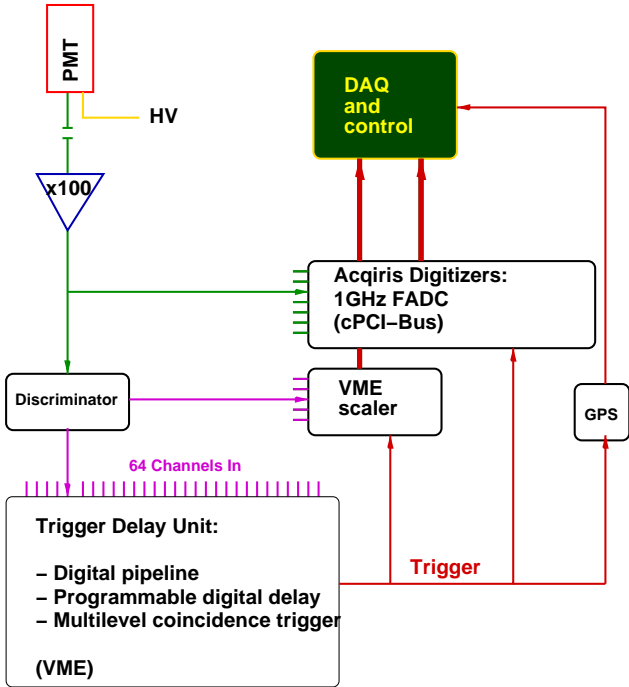 PMT
HV
DAQ
and
control
x100
Acqiris Digitizers:
1GHz FADC
(cPCI−Bus)
Discriminator
VME
scaler
GPS
64 Channels In
Trigger Delay Unit:
− Digital pipeline
− Programmable digital delay
− Multilevel coincidence trigger
(VME)
Trigger